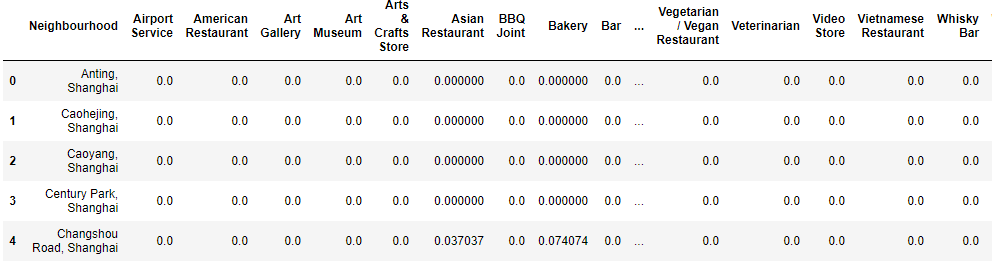 Neighbourhood Airport Service American Restaurant Art Gallery Art Museum Arts & Crafts Store Asian Restaurant BBQ Joint Bakery Bar ... Vegetarian / Vegan Restaurant Veterinarian Video Store Vietnamese Restaurant Whisky Bar
0 Anting, Shanghai 0.0 0.0 0.0 0.0 0.0 0.000000 0.0 0.000000 0.0 ... 0.0 0.0 0.0 0.0 0.0
1 Caohejing, Shanghai 0.0 0.0 0.0 0.0 0.0 0.000000 0.0 0.000000 0.0 ... 0.0 0.0 0.0 0.0 0.0
2 Caoyang, Shanghai 0.0 0.0 0.0 0.0 0.0 0.000000 0.0 0.000000 0.0 ... 0.0 0.0 0.0 0.0 0.0
3 Century Park, Shanghai 0.0 0.0 0.0 0.0 0.0 0.000000 0.0 0.000000 0.0 ... 0.0 0.0 0.0 0.0 0.0
4 Changshou Road, Shanghai 0.0 0.0 0.0 0.0 0.0 0.037037 0.0 0.074074 0.0 ... 0.0 0.0 0.0 0.0 0.0